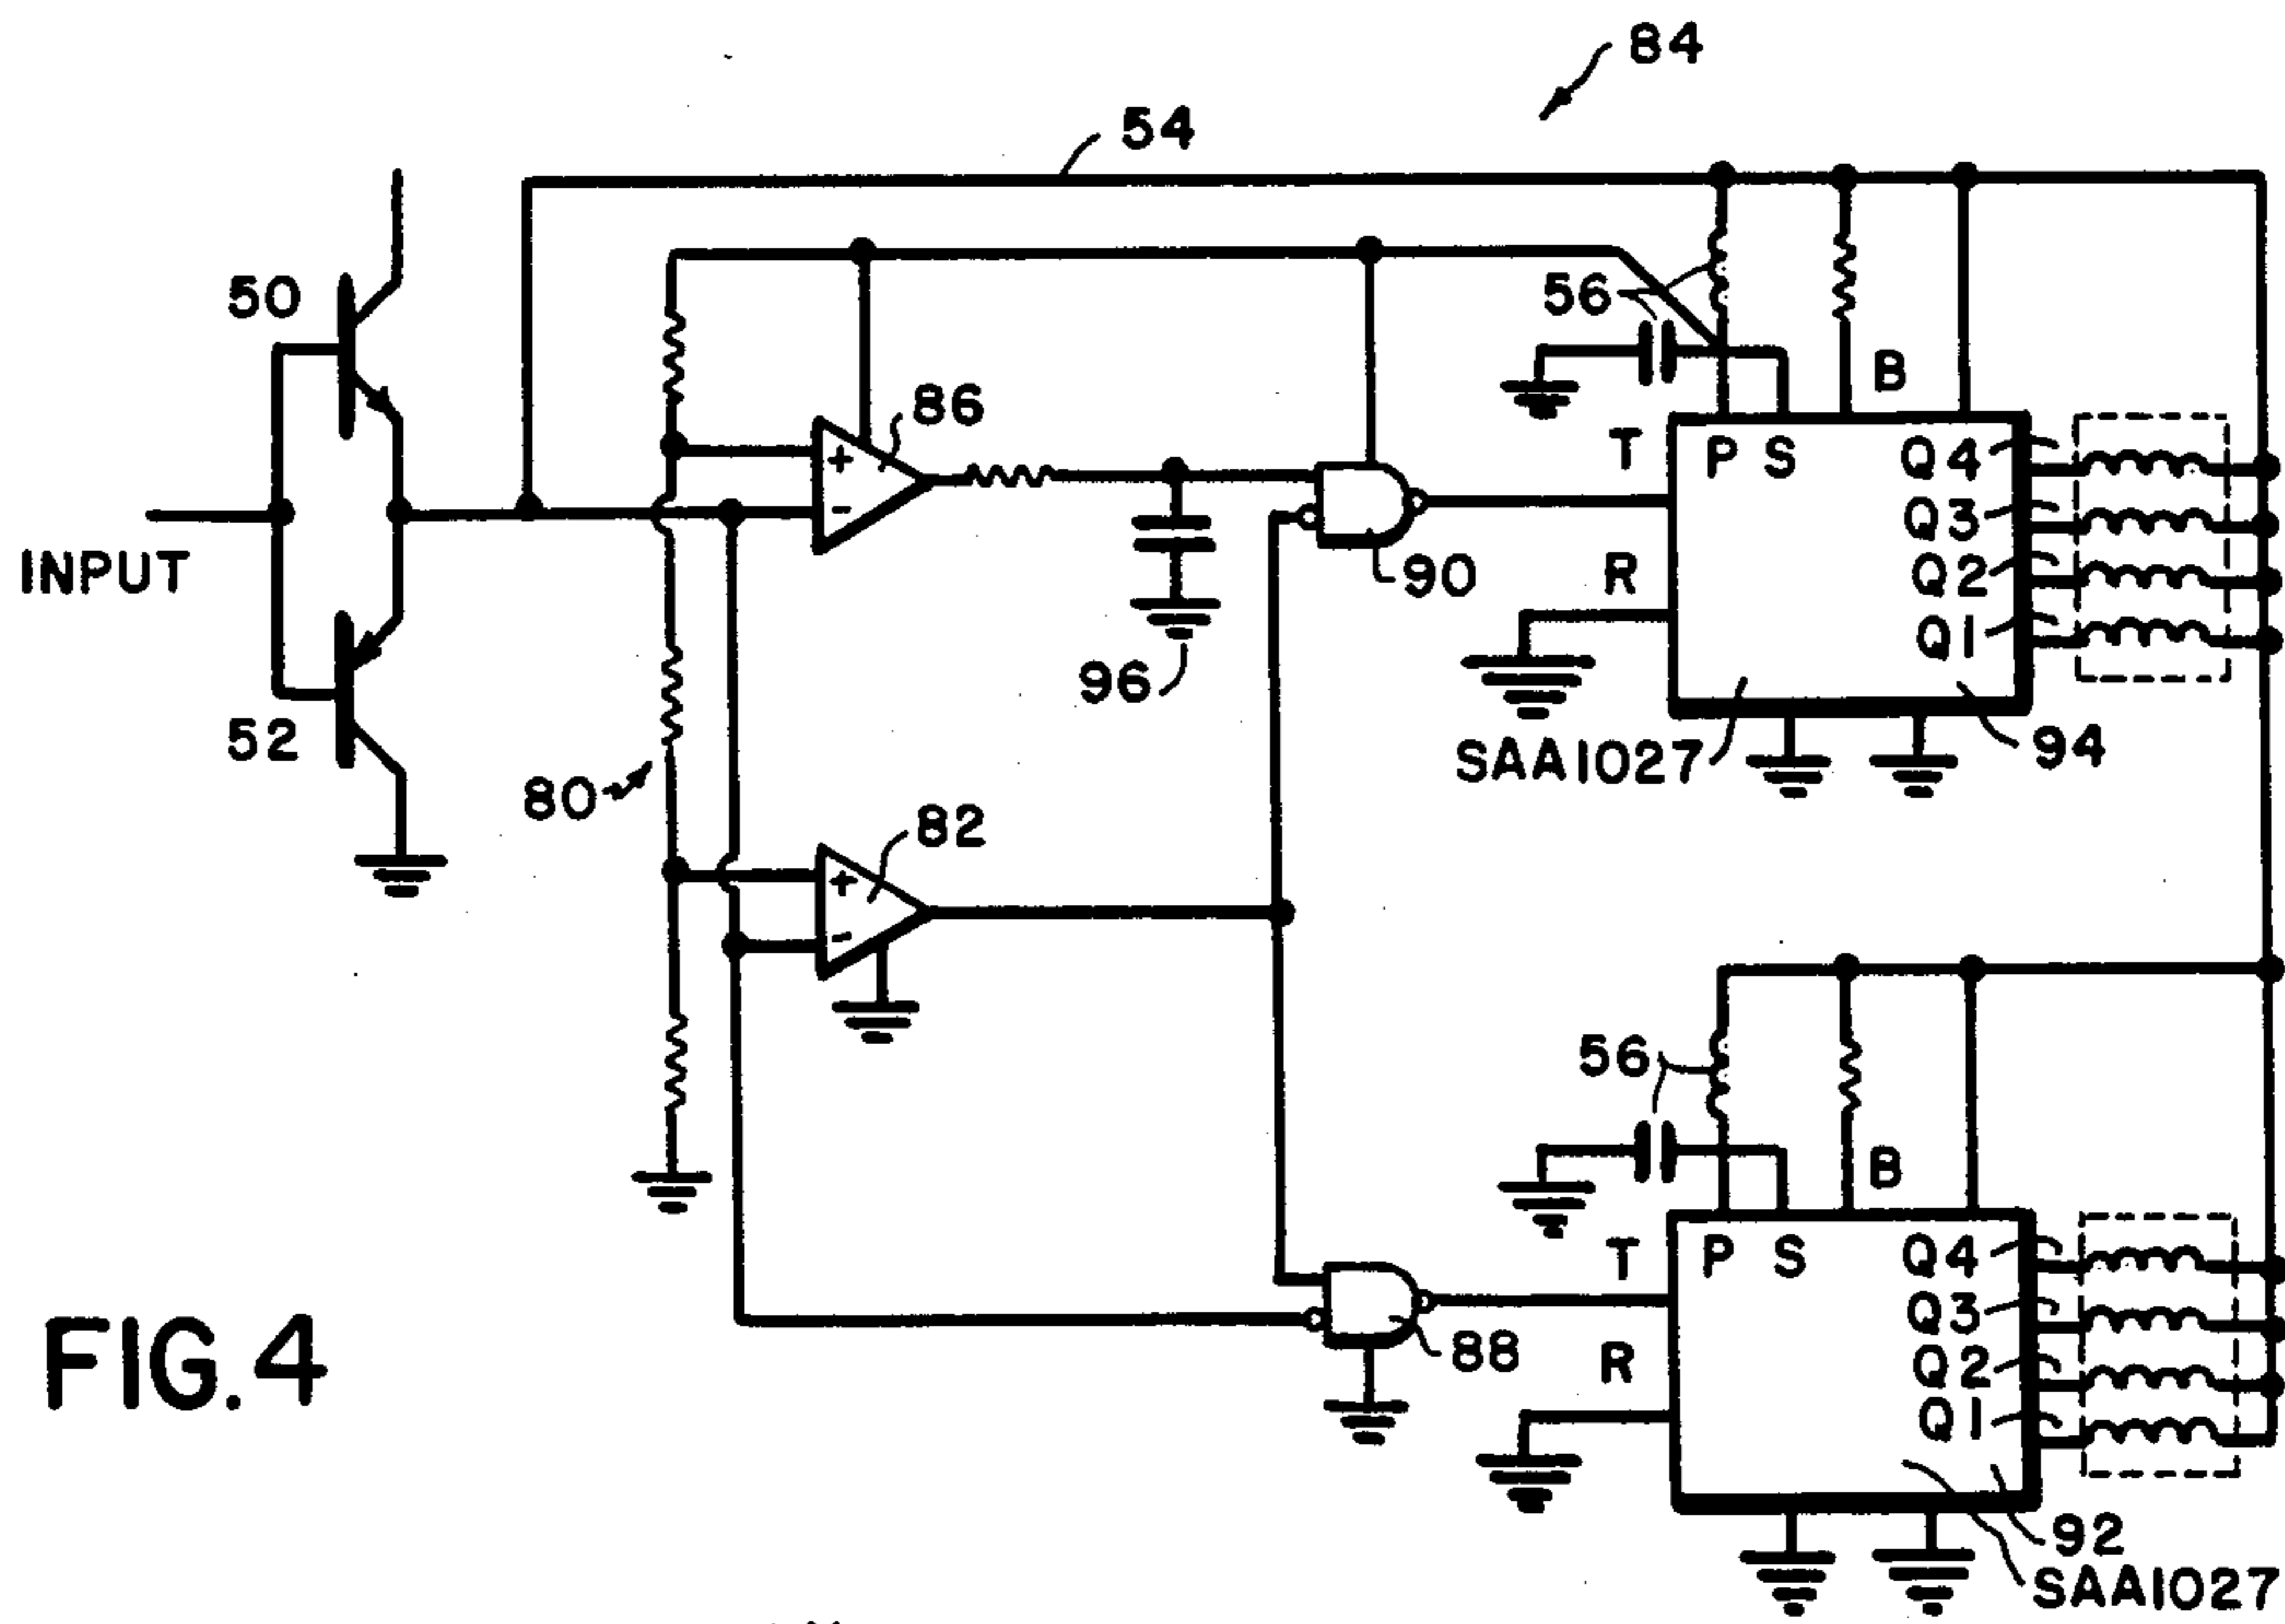 84
54
50
56
B
86
T P S Q4
Q3
90
R
Q2
INPUT
Q1
96
52
SAA1027
94
80
82
56
B
T P S Q4
Q3
88
R
Q2
Q1
FIG.4
92
SAA1027